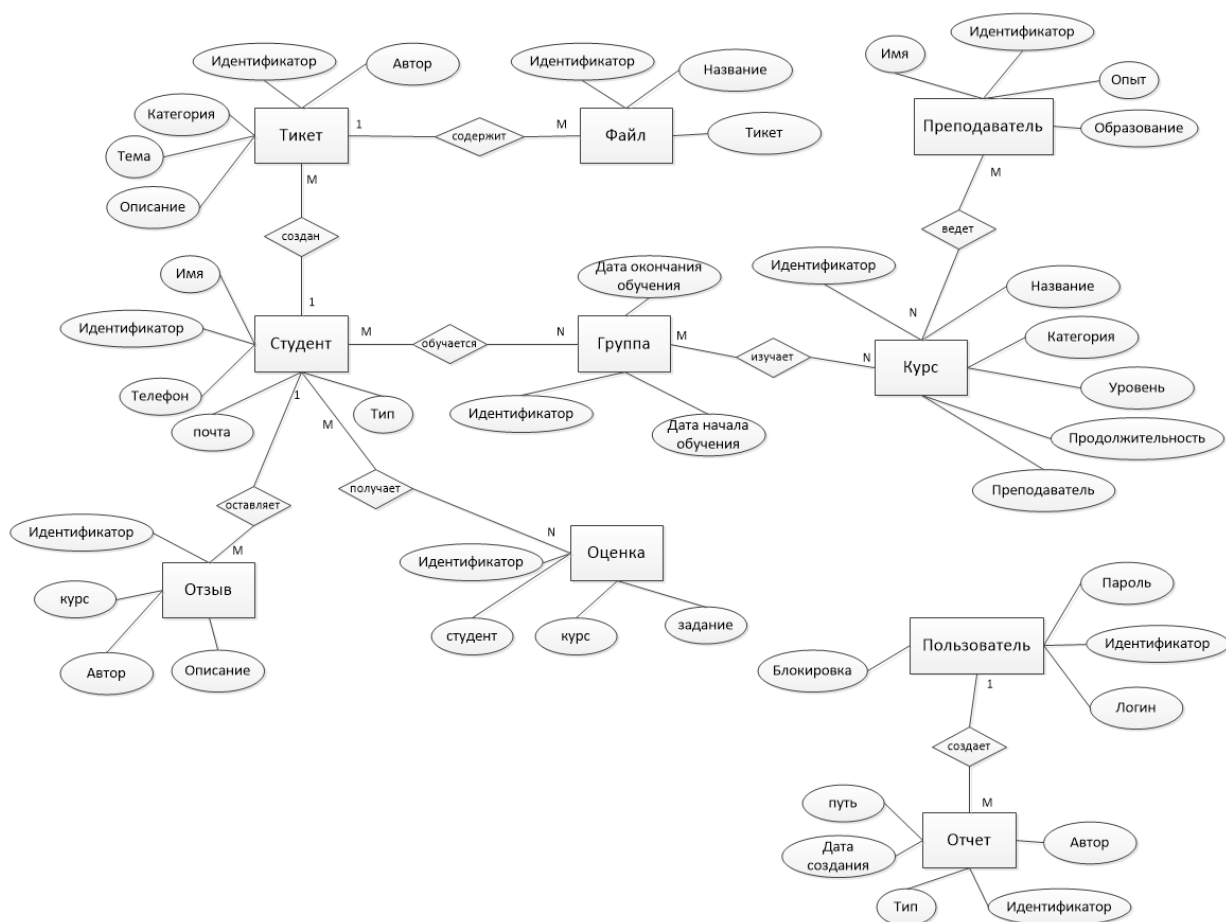 Идентификатор
Автор
Категория
Тема
Описание
Тикет
1
содержит
M
Идентификатор
Название
Файл
Тикет
Идентификатор
Имя
Опыт
Образование
Преподаватель
M
ведет
N
M
создан
1
Имя
Идентификатор
Телефон
почта
Тип
Студент
M
обучается
N
Дата окончания
обучения
Группа
Идентификатор
Дата начала
обучения
M
изучает
N
Идентификатор
Название
Категория
Уровень
Продолжительность
Преподаватель
Курс
1
оставляет
M
M
получает
N
Идентификатор
Отзыв
курс
Автор
Описание
Оценка
Идентификатор
студент
курс
задание
Пользователь
Пароль
Идентификатор
Логин
Блокировка
1
создает
M
Отчет
путь
Дата
создания
Тип
Идентификатор
Автор